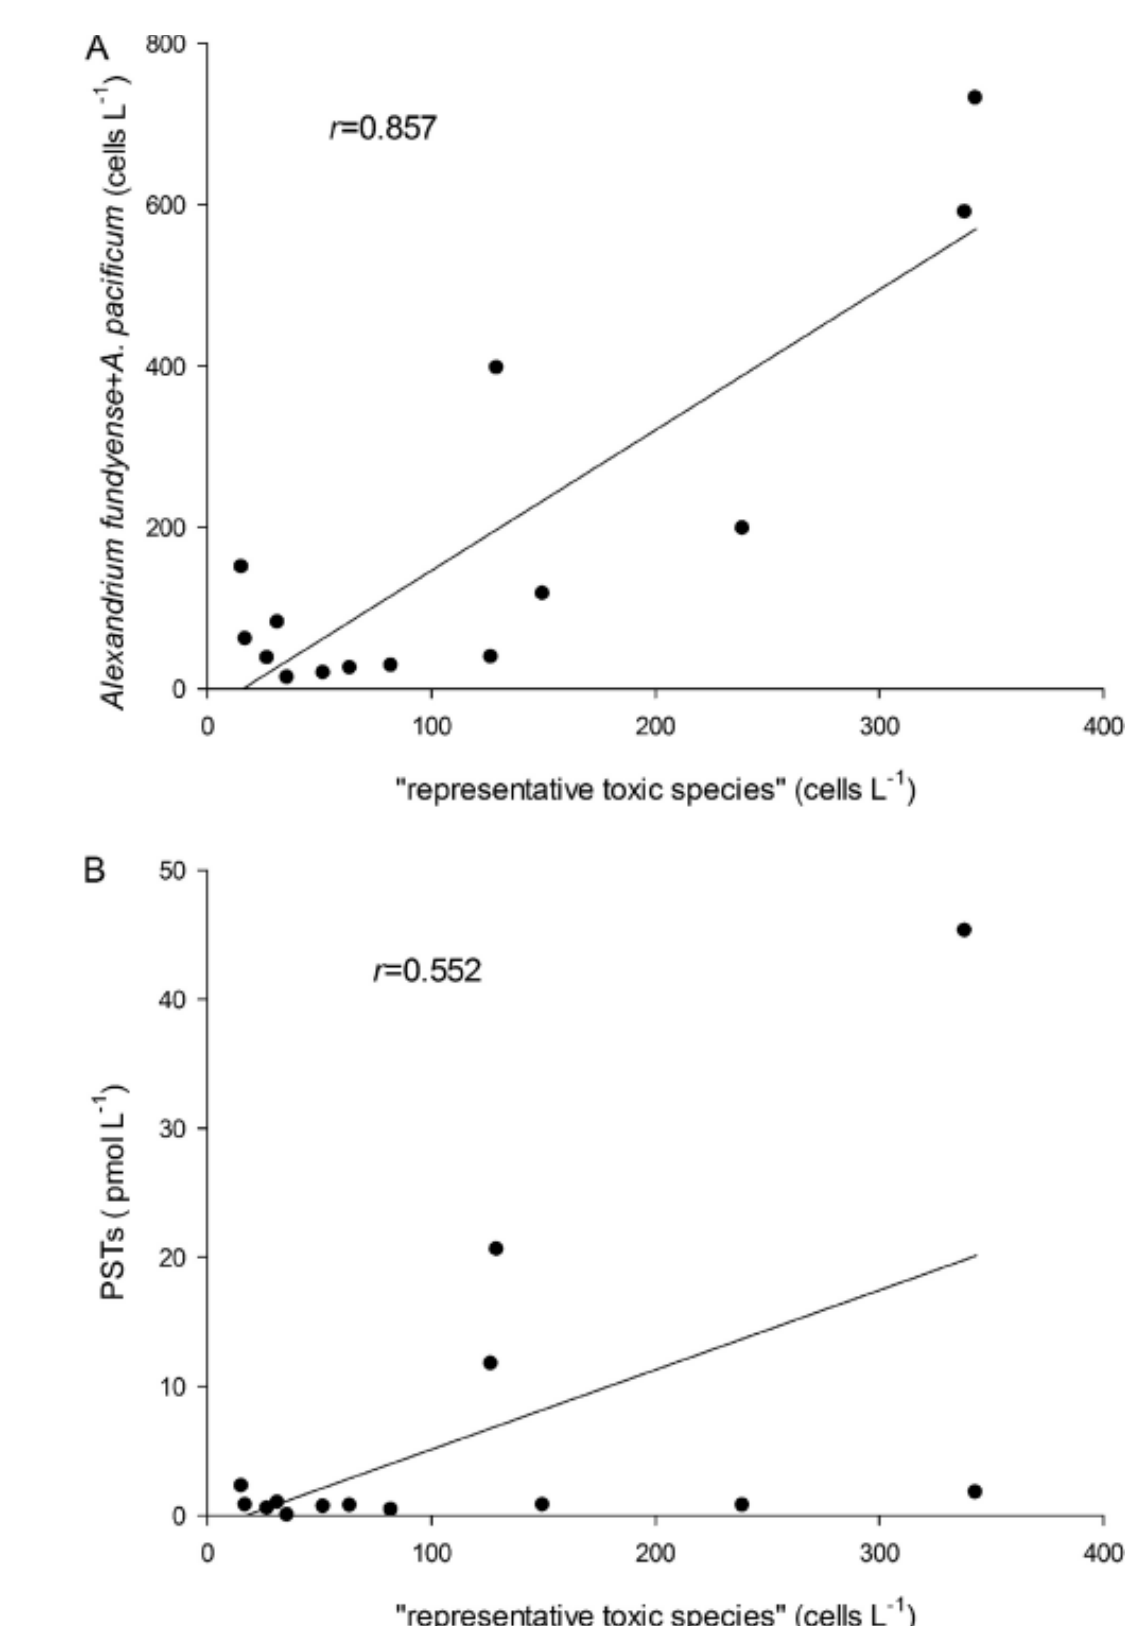 A
800
r=0.857
600
400
200
0
Alexandrium fundyense+A. pacificum (cells L⁻¹)
0 100 200 300 400
"representative toxic species" (cells L⁻¹)
B
50
r=0.552
40
30
20
10
0
PSTs ( pmol L⁻¹)
0 100 200 300 400
"representative toxic species" (cells L⁻¹)